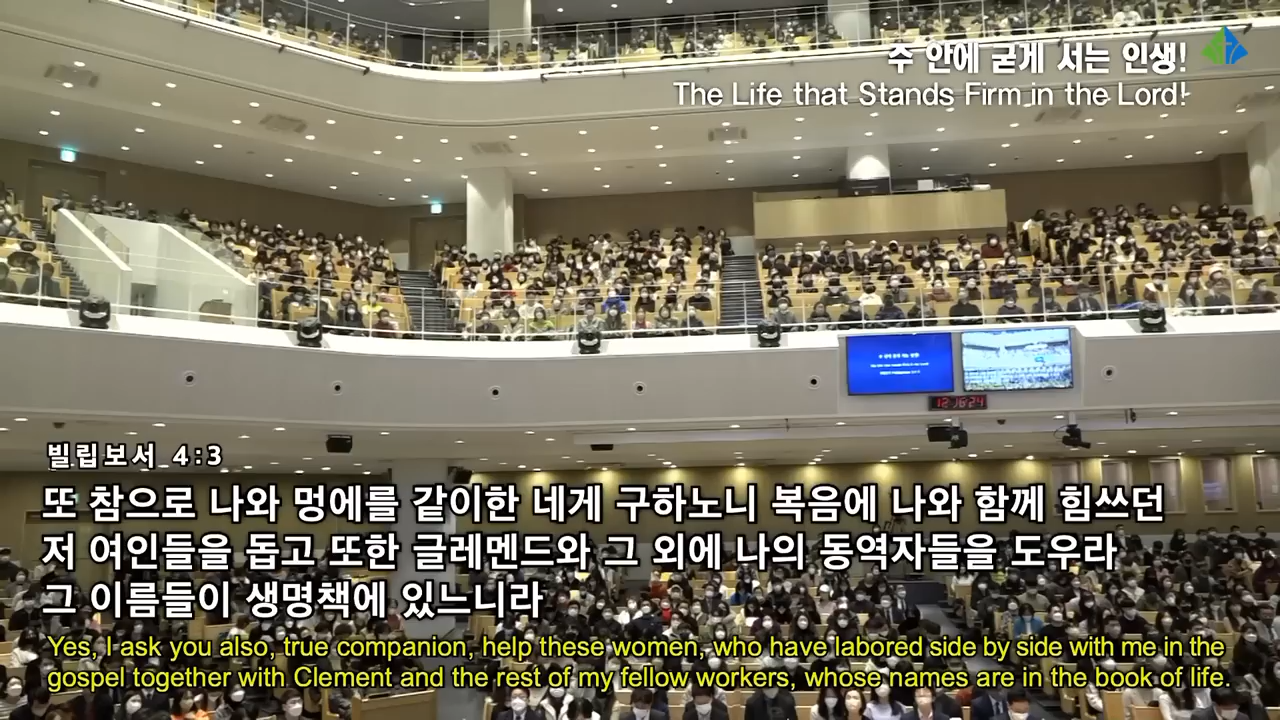 주 안에 굳게 서는 인생!
The Life that Stands Firm in the Lord!
12:16:24
빌립보서 4:3
또 참으로 나와 멍에를 같이한 네게 구하노니 복음에 나와 함께 힘쓰던
저 여인들을 돕고 또한 글레멘드와 그 외에 나의 동역자들을 도우라
그 이름들이 생명책에 있느니라
Yes, I ask you also, true companion, help these women, who have labored side by side with me in the
gospel together with Clement and the rest of my fellow workers, whose names are in the book of life.